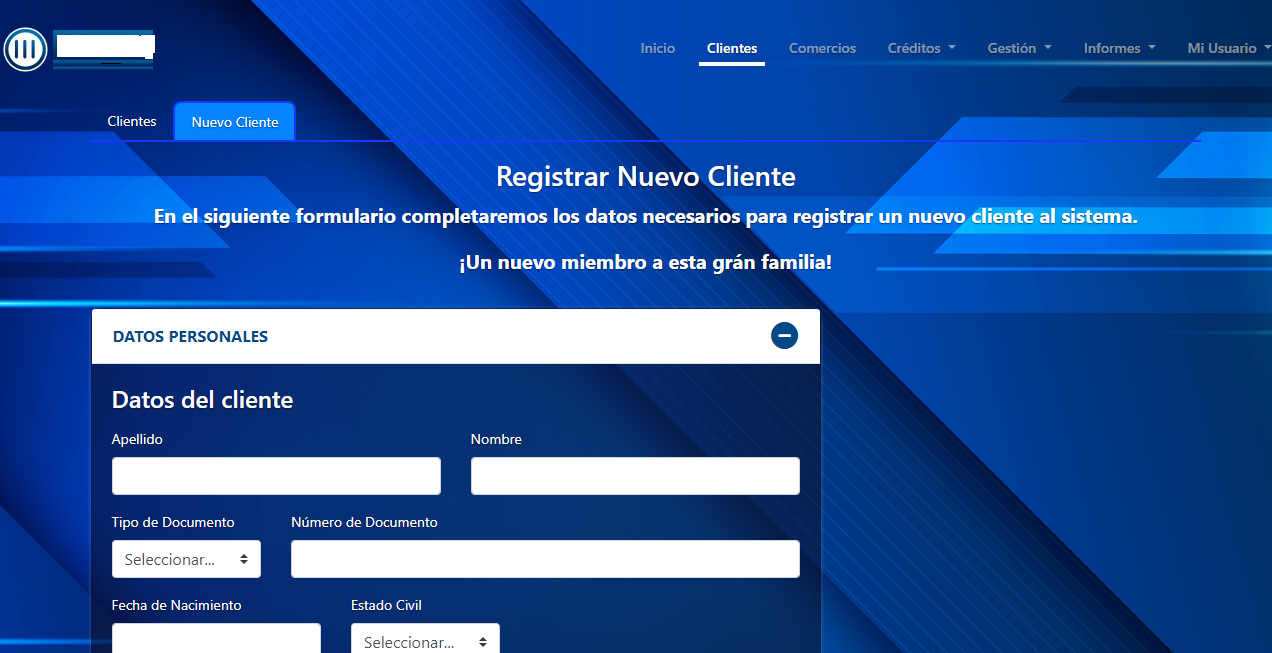 Inicio Clientes Comercios Créditos Gestión Informes Mi Usuario
Clientes Nuevo Cliente
Registrar Nuevo Cliente
En el siguiente formulario completaremos los datos necesarios para registrar un nuevo cliente al sistema.
¡Un nuevo miembro a esta grán familia!
DATOS PERSONALES
Datos del cliente
Apellido Nombre
Tipo de Documento Número de Documento
Seleccionar...
Fecha de Nacimiento Estado Civil
Seleccionar...